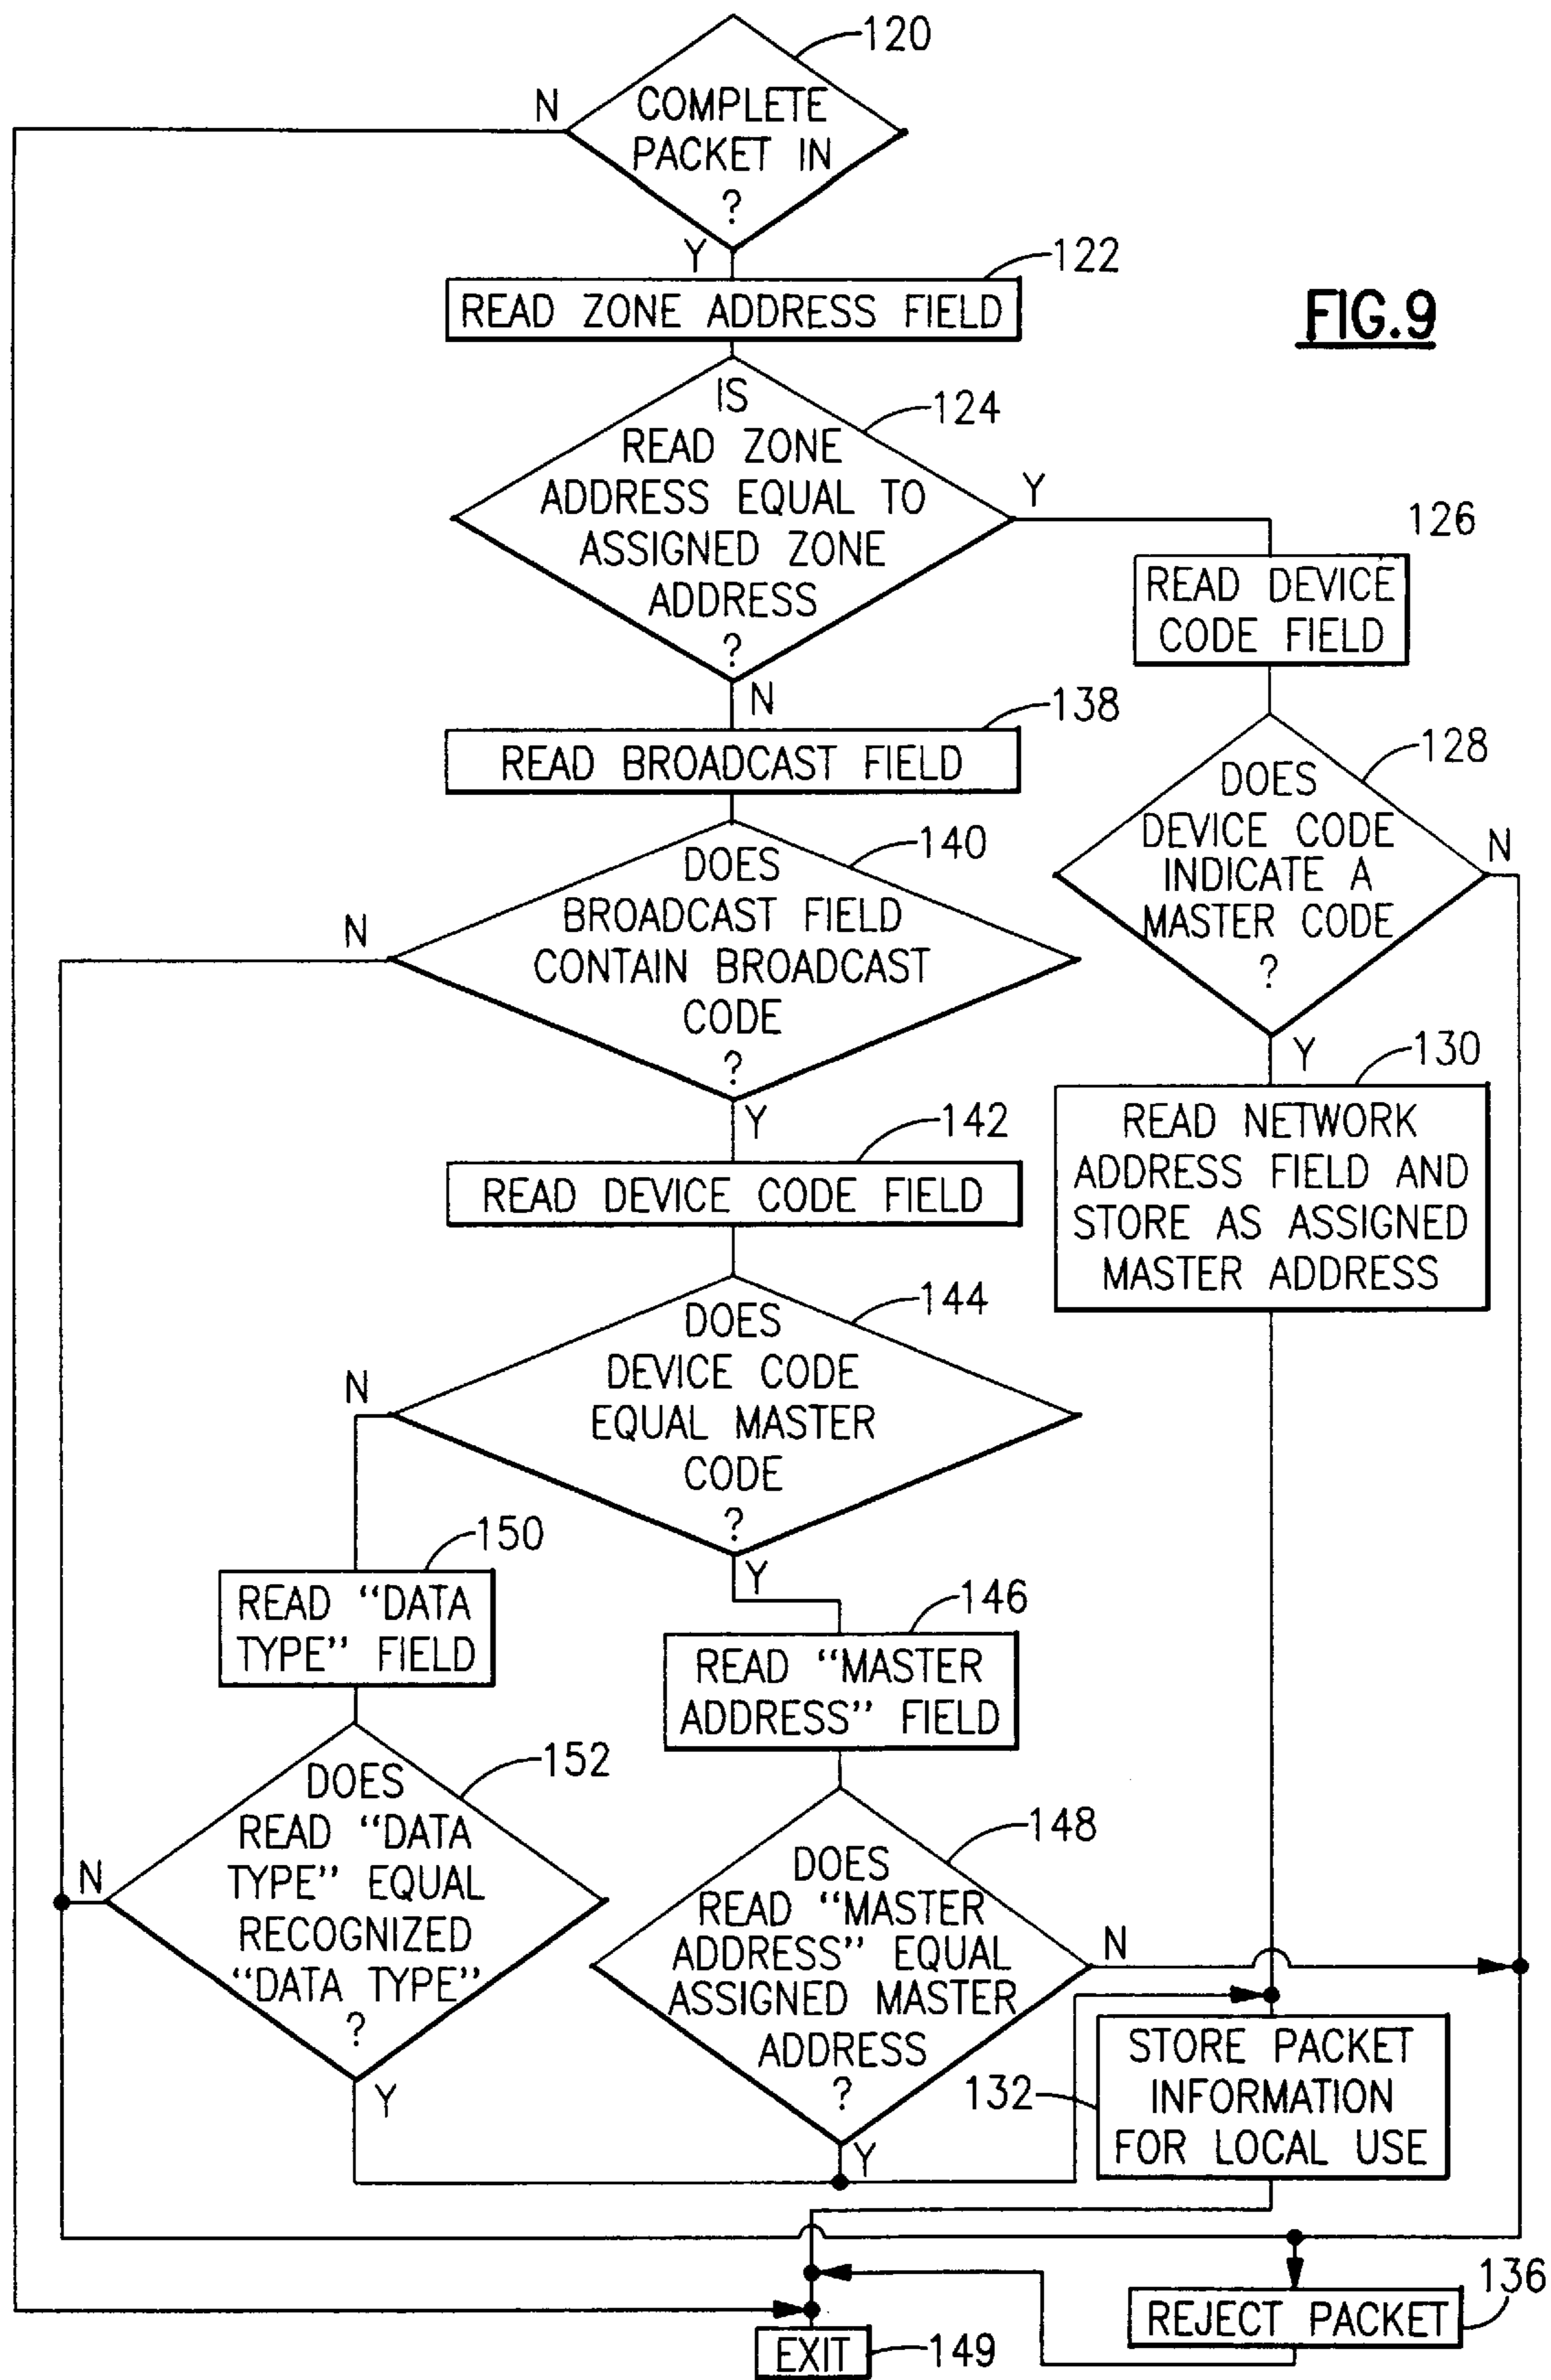 120
N
COMPLETE
PACKET IN
?
Y
122
READ ZONE ADDRESS FIELD
FIG.9
IS
READ ZONE
ADDRESS EQUAL TO
ASSIGNED ZONE
ADDRESS
?
124
Y
N
126
READ DEVICE
CODE FIELD
138
READ BROADCAST FIELD
128
DOES
DEVICE CODE
INDICATE A
MASTER CODE
?
N
Y
140
DOES
BROADCAST FIELD
CONTAIN BROADCAST
CODE
?
N
Y
130
READ NETWORK
ADDRESS FIELD AND
STORE AS ASSIGNED
MASTER ADDRESS
142
READ DEVICE CODE FIELD
144
DOES
DEVICE CODE
EQUAL MASTER
CODE
?
N
Y
150
READ “DATA
TYPE” FIELD
146
READ “MASTER
ADDRESS” FIELD
152
DOES
READ “DATA
TYPE” EQUAL
RECOGNIZED
“DATA TYPE”
?
N
Y
148
DOES
READ “MASTER
ADDRESS” EQUAL
ASSIGNED MASTER
ADDRESS
?
N
Y
132
STORE PACKET
INFORMATION
FOR LOCAL USE
136
REJECT PACKET
EXIT
149